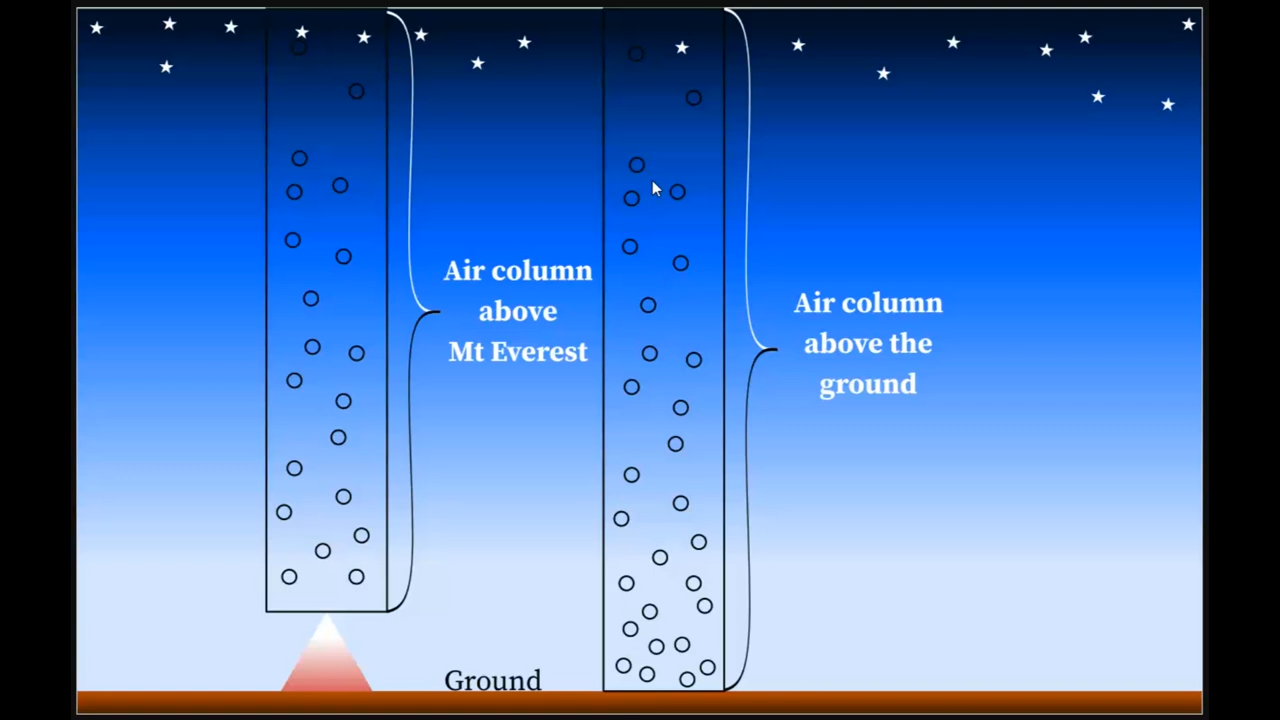 Air column
above
Mt Everest
Air column
above the
ground
Ground